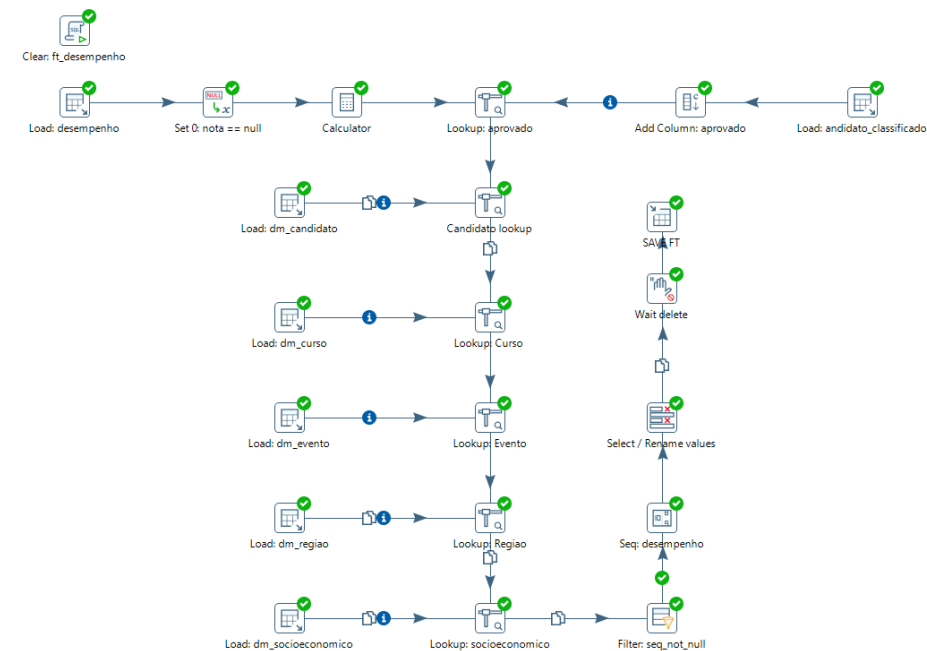 Clear: ft_desempenho
Load: desempenho
Set 0: nota == null
Calculator
Lookup: aprovado
Add Column: aprovado
Load: andidato_classificado
Load: dm_candidato
Candidato lookup
SAVE FT
Wait delete
Load: dm_curso
Lookup: Curso
Load: dm_evento
Lookup: Evento
Select / Rename values
Load: dm_regiao
Lookup: Regiao
Seq: desempenho
Load: dm_socioeconomico
Lookup: socioeconomico
Filter: seq_not_null